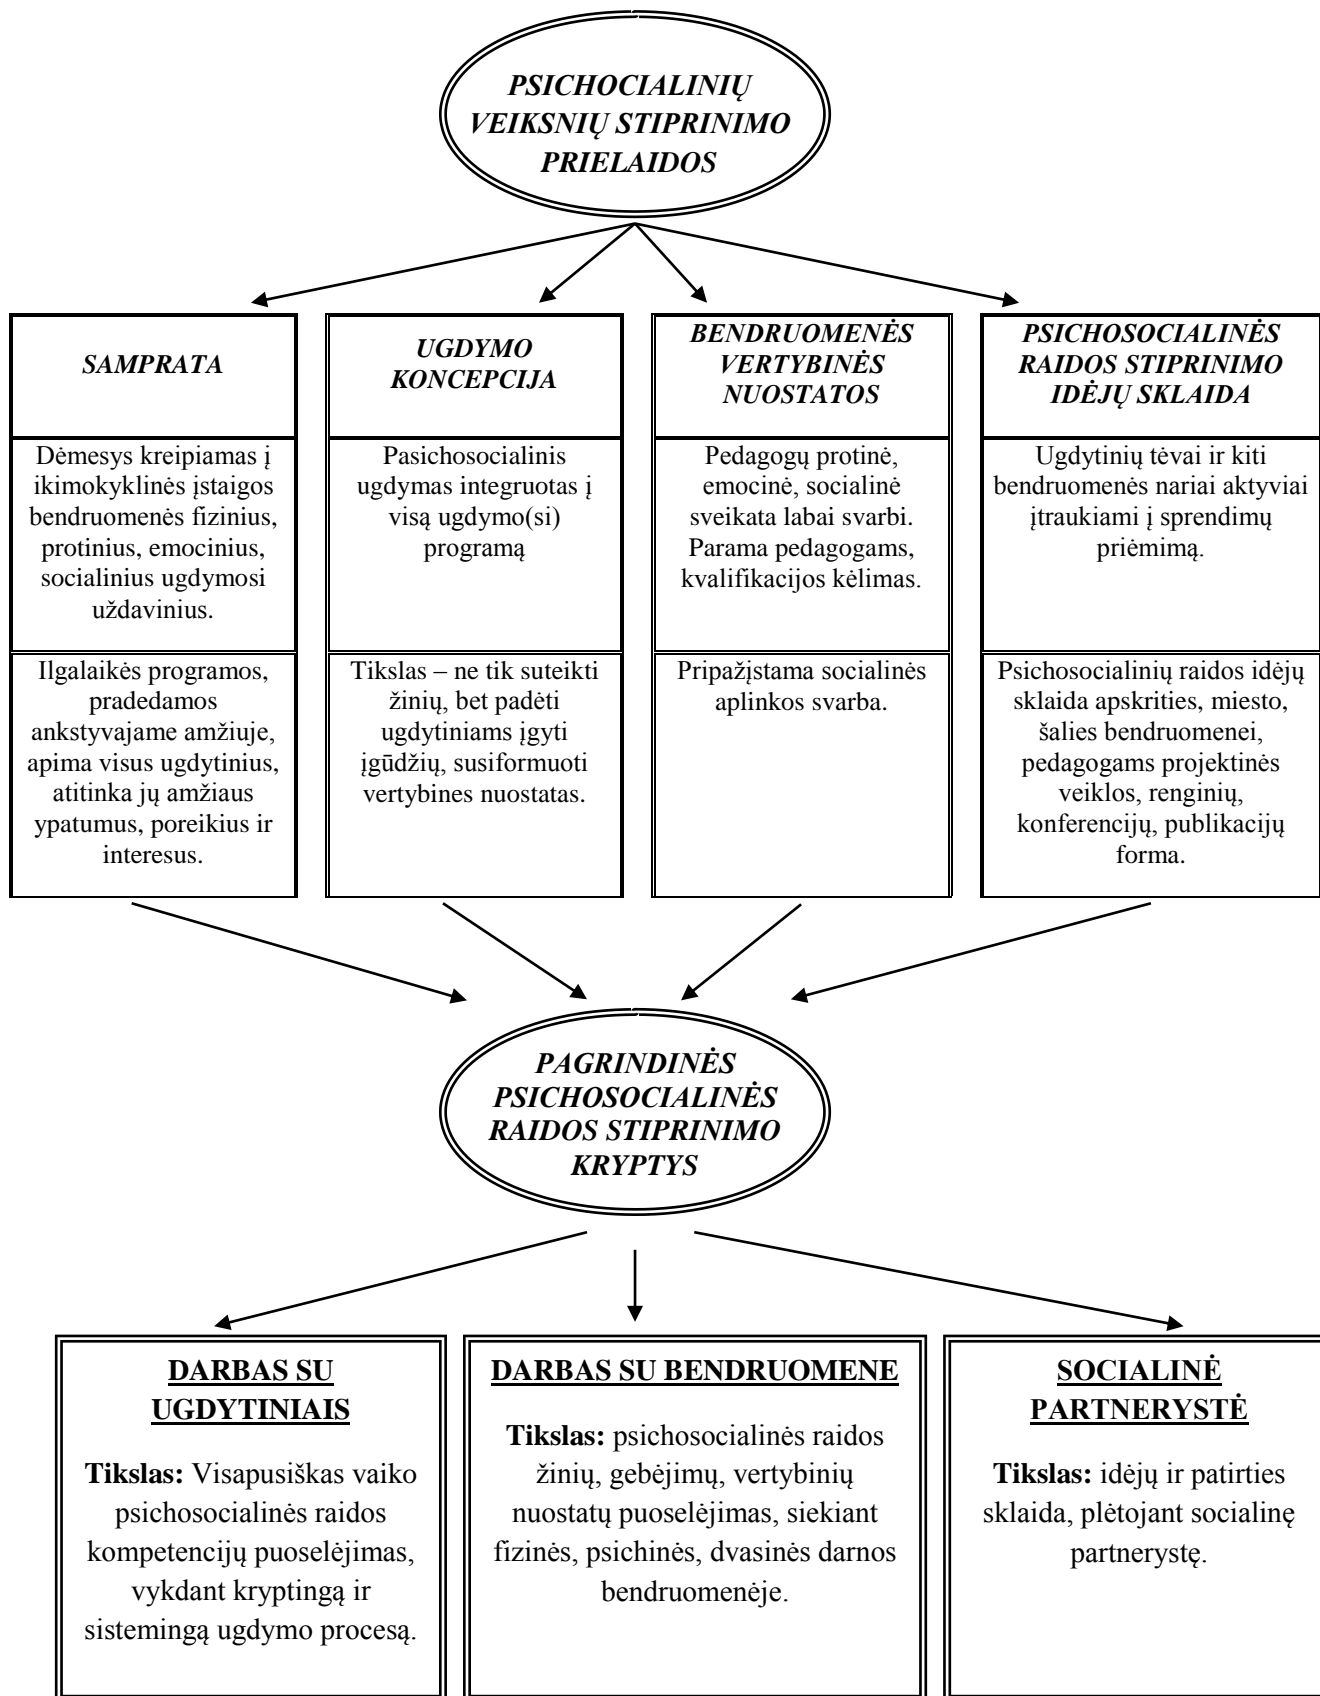 PSICHOCIALINIŲ
VEIKSNIŲ STIPRINIMO
PRIELAIDOS
SAMPRATA
Dėmesys kreipiamas į
ikimokyklinės įstaigos
bendruomenės fizinius,
protinius, emocinius,
socialinius ugdymosi
uždavinius.
Ilgalaikės programos,
pradedamos
ankstyvajame amžiuje,
apima visus ugdytinius,
atitinka jų amžiaus
ypatumus, poreikius ir
interesus.
UGDYMO
KONCEPCIJA
Pasichosocialinis
ugdymas integruotas į
visą ugdymo(si)
programą
Tikslas – ne tik suteikti
žinių, bet padėti
ugdytiniams įgyti
įgūdžių, susiformuoti
vertybines nuostatas.
BENDRUOMENĖS
VERTYBINĖS
NUOSTATOS
Pedagogų protinė,
emocinė, socialinė
sveikata labai svarbi.
Parama pedagogams,
kvalifikacijos kėlimas.
Pripažįstama socialinės
aplinkos svarba.
PSICHOSOCIALINĖS
RAIDOS STIPRINIMO
IDĖJŲ SKLAIDA
Ugdytinių tėvai ir kiti
bendruomenės nariai aktyviai
įtraukiami į sprendimų
priėmimą.
Psichosocialinių raidos idėjų
sklaida apskrities, miesto,
šalies bendruomenei,
pedagogams projektinės
veiklos, renginių,
konferencijų, publikacijų
forma.
PAGRINDINĖS
PSICHOSOCIALINĖS
RAIDOS STIPRINIMO
KRYPTYS
DARBAS SU
UGDYTINIAIS
Tikslas: Visapusiškas vaiko
psichosocialinės raidos
kompetencijų puoselėjimas,
vykdant kryptingą ir
sistemingą ugdymo procesą.
DARBAS SU BENDRUOMENE
Tikslas: psichosocialinės raidos
žinių, gebėjimų, vertybinių
nuostatų puoselėjimas, siekiant
fizinės, psichinės, dvasinės darnos
bendruomenėje.
SOCIALINĖ
PARTNERYSTĖ
Tikslas: idėjų ir patirties
sklaida, plėtojant socialinę
partnerystę.